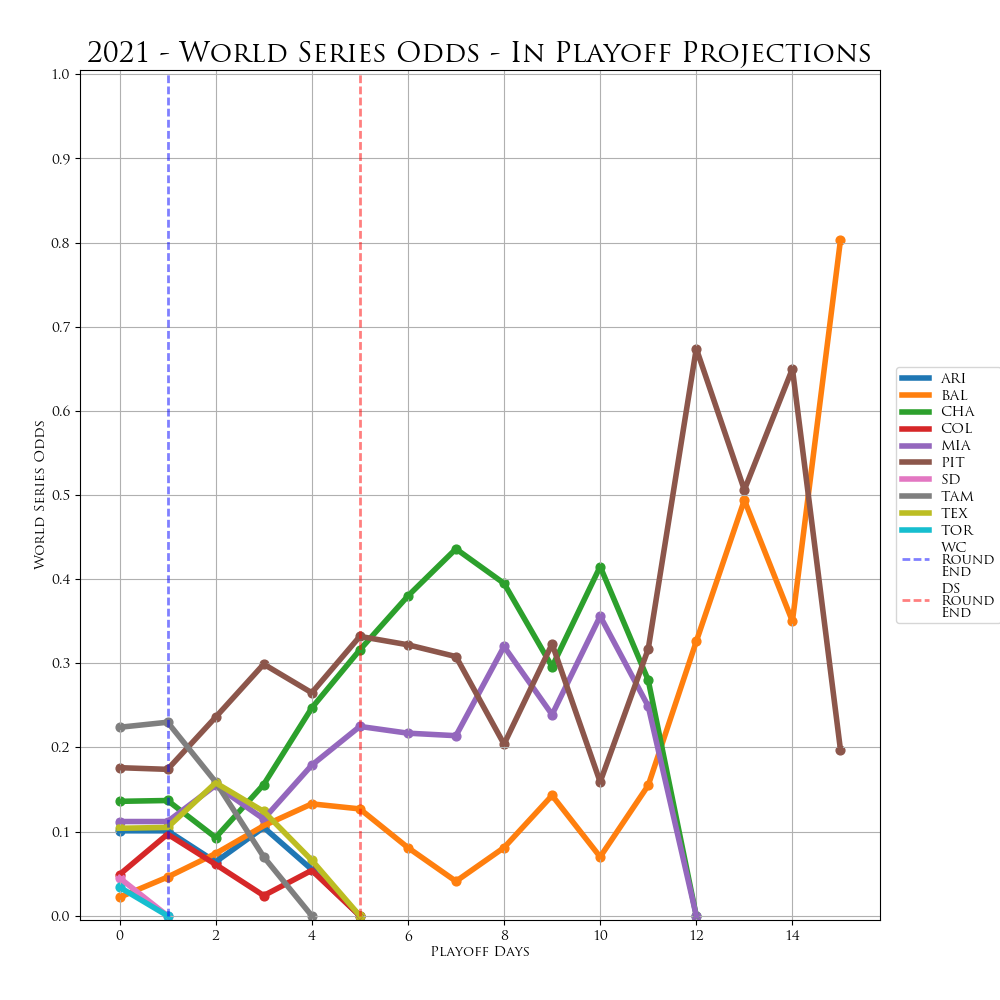 2021 - World Series Odds - In Playoff Projections
1.0
0.9
0.8
0.7
0.6
0.5
0.4
0.3
0.2
0.1
0.0
World Series Odds
0 2 4 6 8 10 12 14
Playoff Days
ARI
BAL
CHA
COL
MIA
PIT
SD
TAM
TEX
TOR
WC
Round
End
DS
Round
End